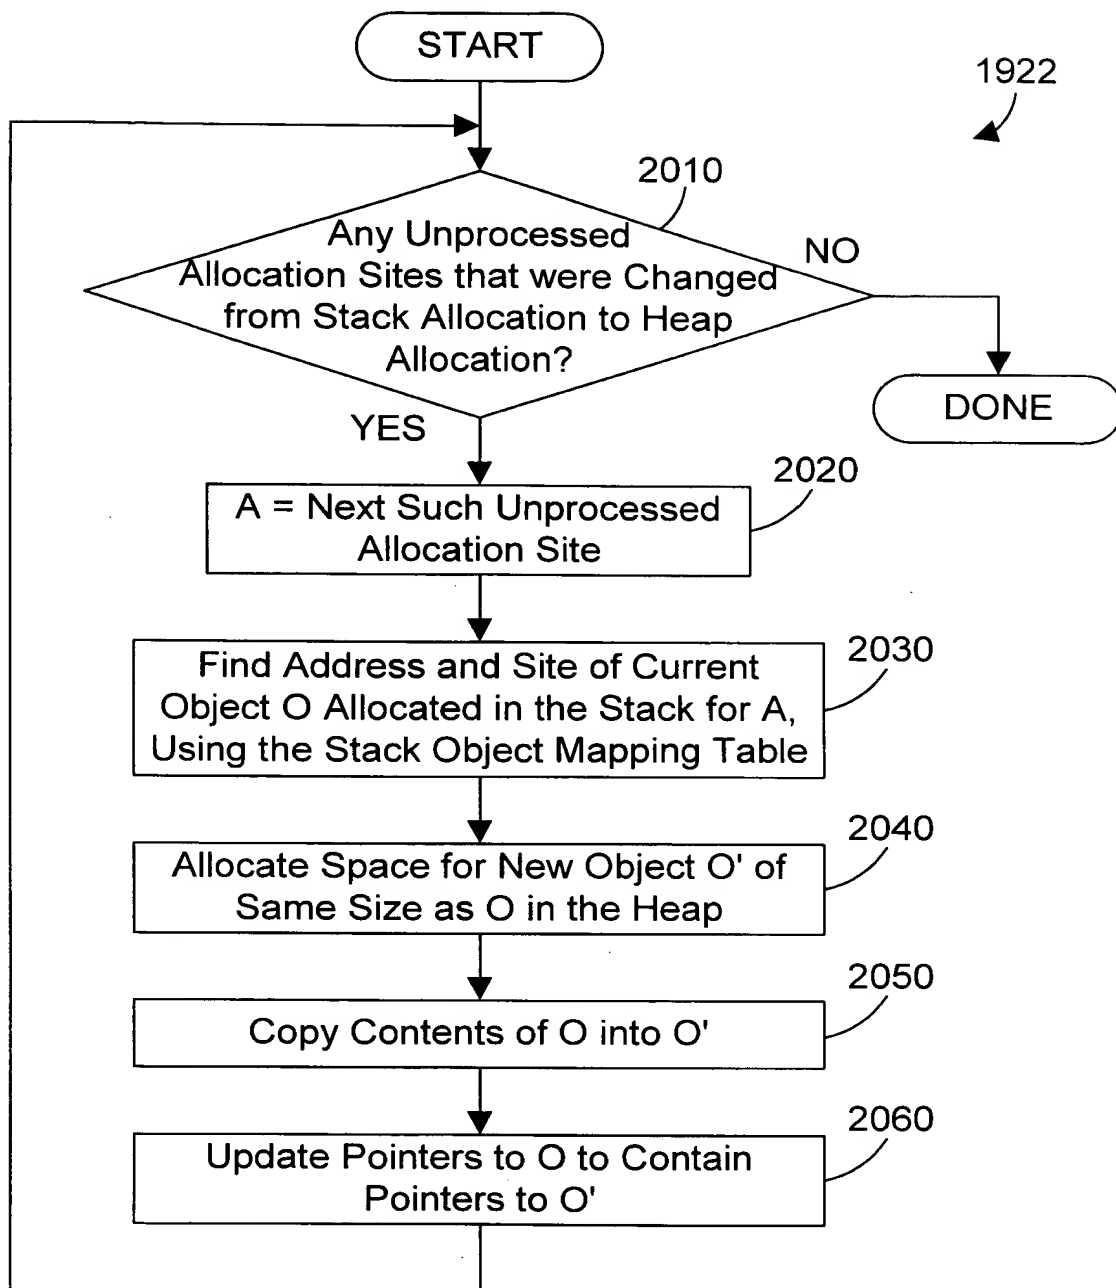 START
1922
2010
Any Unprocessed
Allocation Sites that were Changed
from Stack Allocation to Heap
Allocation?
NO
DONE
YES
2020
A = Next Such Unprocessed
Allocation Site
2030
Find Address and Site of Current
Object O Allocated in the Stack for A,
Using the Stack Object Mapping Table
2040
Allocate Space for New Object O' of
Same Size as O in the Heap
2050
Copy Contents of O into O'
2060
Update Pointers to O to Contain
Pointers to O'